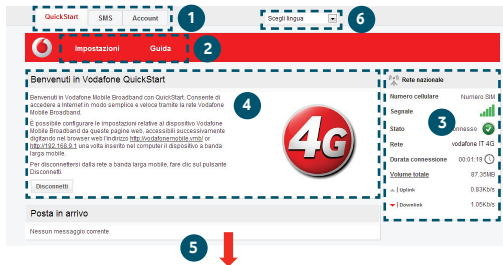 QuickStart SMS Account 1 Scegli lingua 6
Impostazioni Guida 2
Benvenuti in Vodafone QuickStart
Benvenuti in Vodafone Mobile Broadband con QuickStart. Consente di
accedere a Internet in modo semplice e veloce tramite la rete Vodafone
Mobile Broadband.
È possibile configurare le impostazioni relative al dispositivo Vodafone
Mobile Broadband da queste pagine web, accessibili successivamente
digitando nel browser web l'indirizzo http://vodafonemobile.vmb/ or
http://192.168.9.1 una volta inserito nel computer il dispositivo a banda
larga mobile.
Per disconnettersi dalla rete a banda larga mobile, fare clic sul pulsante
Disconnetti.
Disconnetti
4
4G
Rete nazionale
Numero cellulare Numero SIM
Segnale
3
Stato nnesso
Rete vodafone IT 4G
Durata connessione 00:01:19
Volume totale 87.35MB
| Uplink 0.83Kb/s
| Downlink 1.05Kb/s
Posta in arrivo
Nessun messaggio corrente
5